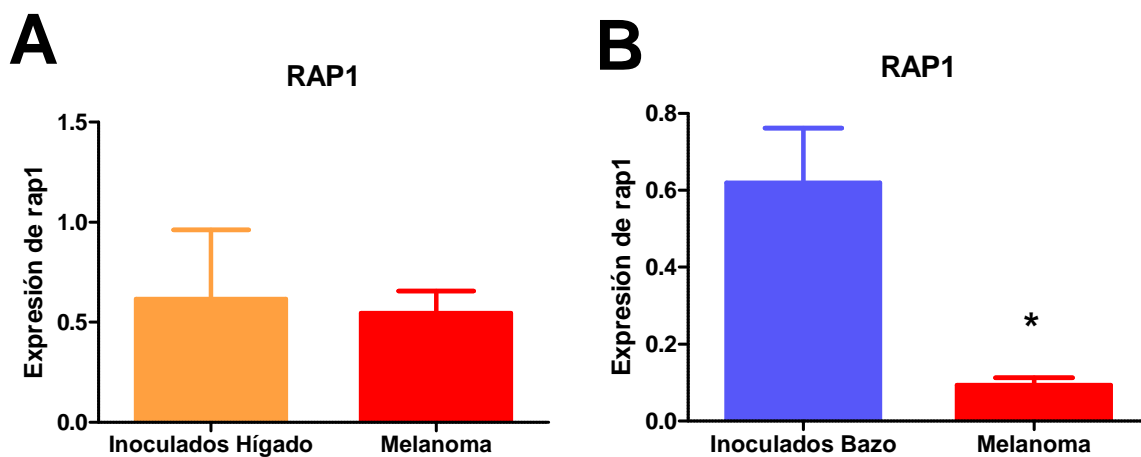 A
RAP1
Expresión de rap1
1.5
1.0
0.5
0.0
Inoculados Hígado
Melanoma
B
RAP1
Expresión de rap1
0.8
0.6
0.4
0.2
0.0
*
Inoculados Bazo
Melanoma